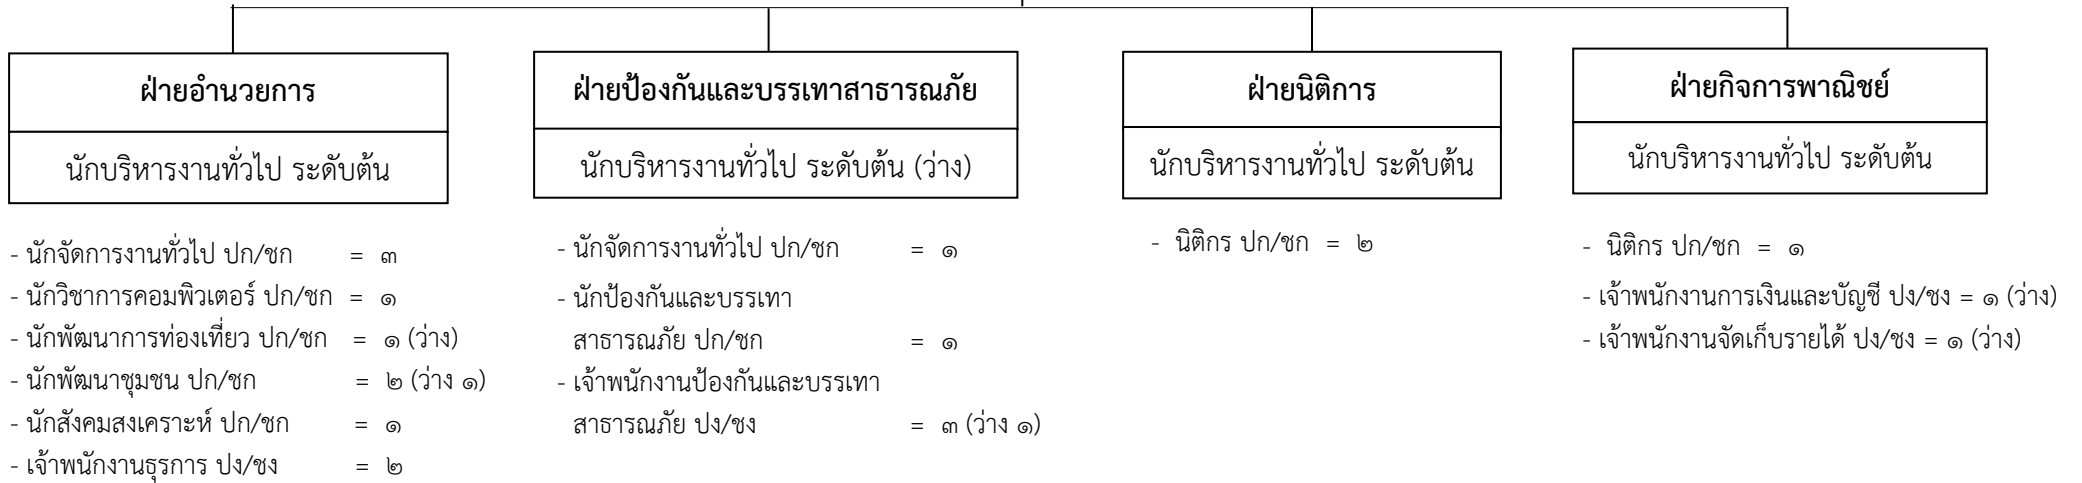 ฝ่ายอำนวยการ
นักบริหารงานทั่วไป ระดับต้น
- นักจัดการงานทั่วไป ปก/ชก = ๓
- นักวิชาการคอมพิวเตอร์ ปก/ชก = ๑
- นักพัฒนาการท่องเที่ยว ปก/ชก = ๑ (ว่าง)
- นักพัฒนาชุมชน ปก/ชก = ๒ (ว่าง ๑)
- นักสังคมสงเคราะห์ ปก/ชก = ๑
- เจ้าพนักงานธุรการ ปง/ชง = ๒
ฝ่ายป้องกันและบรรเทาสาธารณภัย
นักบริหารงานทั่วไป ระดับต้น (ว่าง)
- นักจัดการงานทั่วไป ปก/ชก = ๑
- นักป้องกันและบรรเทา
สาธารณภัย ปก/ชก = ๑
- เจ้าพนักงานป้องกันและบรรเทา
สาธารณภัย ปง/ชง = ๓ (ว่าง ๑)
ฝ่ายนิติการ
นักบริหารงานทั่วไป ระดับต้น
- นิติกร ปก/ชก = ๒
ฝ่ายกิจการพาณิชย์
นักบริหารงานทั่วไป ระดับต้น
- นิติกร ปก/ชก = ๑
- เจ้าพนักงานการเงินและบัญชี ปง/ชง = ๑ (ว่าง)
- เจ้าพนักงานจัดเก็บรายได้ ปง/ชง = ๑ (ว่าง)